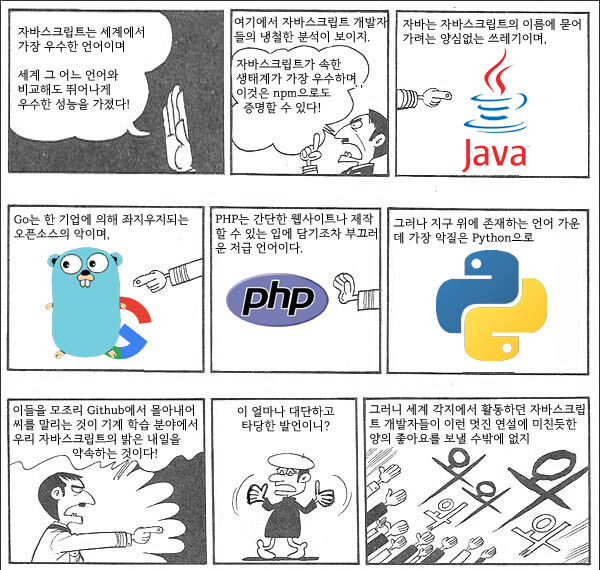 자바스크립트는 세계에서
가장 우수한 언어이며
세계 그 어느 언어와
비교해도 뛰어나게
우수한 성능을 가졌다!
여기에서 자바스크립트 개발자
들의 냉철한 분석이 보이지.
자바스크립트가 속한
생태계가 가장 우수하며,
이것은 npm으로도
증명할 수 있다!
자바는 자바스크립트의 이름에 묻어
가려는 양심없는 쓰레기이며,
Java
Go는 한 기업에 의해 좌지우지되는
오픈소스의 악이며,
PHP는 간단한 웹사이트나 제작
할 수 있는 입에 담기조차 부끄러
운 저급 언어이다.
php
그러나 지구 위에 존재하는 언어 가운
데 가장 악질은 Python으로
이들을 모조리 Github에서 몰아내어
씨를 말리는 것이 기계 학습 분야에서
우리 자바스크립트의 밝은 내일을
약속하는 것이다!
이 얼마나 대단하고
타당한 발언이니?
그러니 세계 각지에서 활동하던 자바스크립
트 개발자들이 이런 멋진 연설에 미친듯한
양의 좋아요를 보낼 수밖에 없지
와
와
와
와